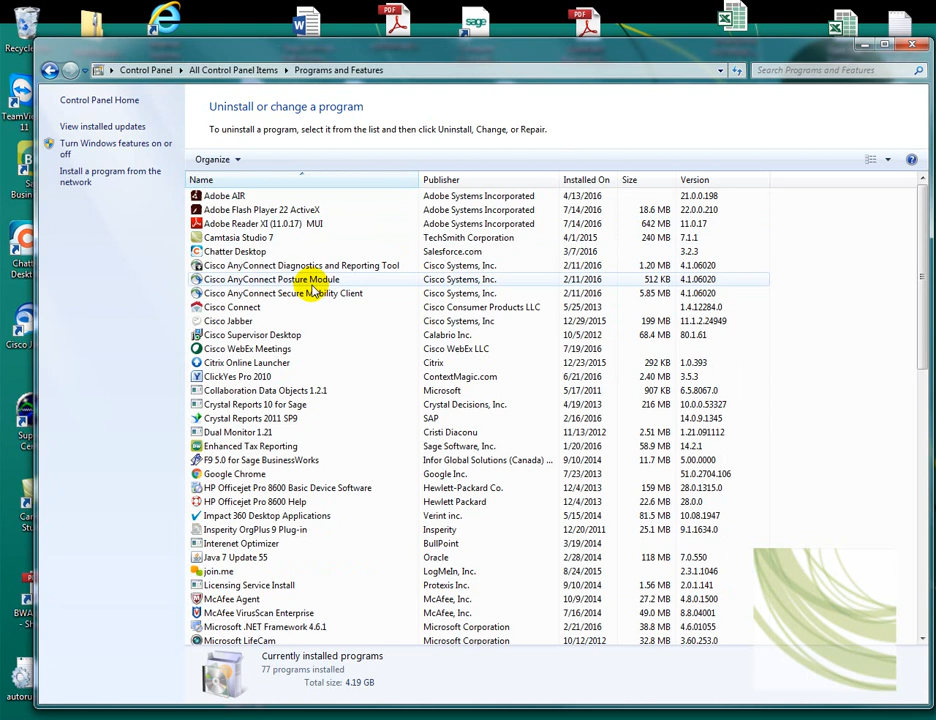 PDF
sage
PDF
Recycle
TeamV
11
Busin
Chatte
Deskt
Cisco J
Sup
Ce
Ca
Stu
BWA
- SH
autoru
Control Panel
All Control Panel Items
Programs and Features
Search Programs and Features
Control Panel Home
View installed updates
Turn Windows features on or
off
Install a program from the
network
Uninstall or change a program
To uninstall a program, select it from the list and then click Uninstall, Change, or Repair.
Organize
Name Publisher Installed On Size Version
Adobe AIR Adobe Systems Incorporated 4/13/2016 21.0.0.198
Adobe Flash Player 22 ActiveX Adobe Systems Incorporated 7/14/2016 18.6 MB 22.0.0.210
Adobe Reader XI (11.0.17) MUI Adobe Systems Incorporated 7/14/2016 642 MB 11.0.17
Camtasia Studio 7 TechSmith Corporation 4/1/2015 240 MB 7.1.1
Chatter Desktop Salesforce.com 3/7/2016 3.2.3
Cisco AnyConnect Diagnostics and Reporting Tool Cisco Systems, Inc. 2/11/2016 1.20 MB 4.1.06020
Cisco AnyConnect Posture Module Cisco Systems, Inc. 2/11/2016 512 KB 4.1.06020
Cisco AnyConnect Secure Mobility Client Cisco Systems, Inc. 2/11/2016 5.85 MB 4.1.06020
Cisco Connect Cisco Consumer Products LLC 5/25/2013 1.4.12284.0
Cisco Jabber Cisco Systems, Inc 12/29/2015 199 MB 11.1.2.24949
Cisco Supervisor Desktop Calabrio Inc. 10/5/2012 68.4 MB 80.1.61
Cisco WebEx Meetings Cisco WebEx LLC 7/19/2016
Citrix Online Launcher Citrix 12/23/2015 292 KB 1.0.393
ClickYes Pro 2010 ContextMagic.com 6/21/2016 2.40 MB 3.5.3
Collaboration Data Objects 1.2.1 Microsoft 5/17/2011 907 KB 6.5.8067.0
Crystal Reports 10 for Sage Crystal Decisions, Inc. 4/19/2013 216 MB 10.0.0.53327
Crystal Reports 2011 SP9 SAP 2/2/2016 14.0.9.1345
Dual Monitor 1.21 Cristi Diaconu 11/13/2012 2.51 MB 1.21.091112
Enhanced Tax Reporting Sage Software, Inc. 1/20/2016 58.9 MB 14.2.1
F9 5.0 for Sage BusinessWorks Infor Global Solutions (Canada) ... 9/10/2014 11.7 MB 5.00.0000
Google Chrome Google Inc. 7/23/2013 51.0.2704.106
HP Officejet Pro 8600 Basic Device Software Hewlett-Packard Co. 12/4/2013 159 MB 28.0.1315.0
HP Officejet Pro 8600 Help Hewlett Packard 12/4/2013 22.6 MB 28.0.0
Impact 360 Desktop Applications Verint inc. 5/15/2014 81.5 MB 10.08.1947
Insperity OrgPlus 9 Plug-in Insperity 12/20/2011 25.1 MB 9.1.1634.0
Internet Optimizer BullPoint 3/19/2014
Java 7 Update 55 Oracle 2/28/2014 118 MB 7.0.550
join.me LogMeIn, Inc. 8/24/2015 2.3.1.1046
Licensing Service Install Protexis Inc. 9/10/2014 1.56 MB 2.0.1.141
McAfee Agent McAfee, Inc. 10/9/2014 27.2 MB 4.8.0.1500
McAfee VirusScan Enterprise McAfee, Inc. 7/16/2014 49.0 MB 8.8.04001
Microsoft .NET Framework 4.6.1 Microsoft Corporation 2/4/2016 38.8 MB 4.6.01055
Microsoft LifeCam Microsoft Corporation 10/12/2012 32.8 MB 3.60.253.0
Currently installed programs
77 programs installed
Total size: 4.19 GB